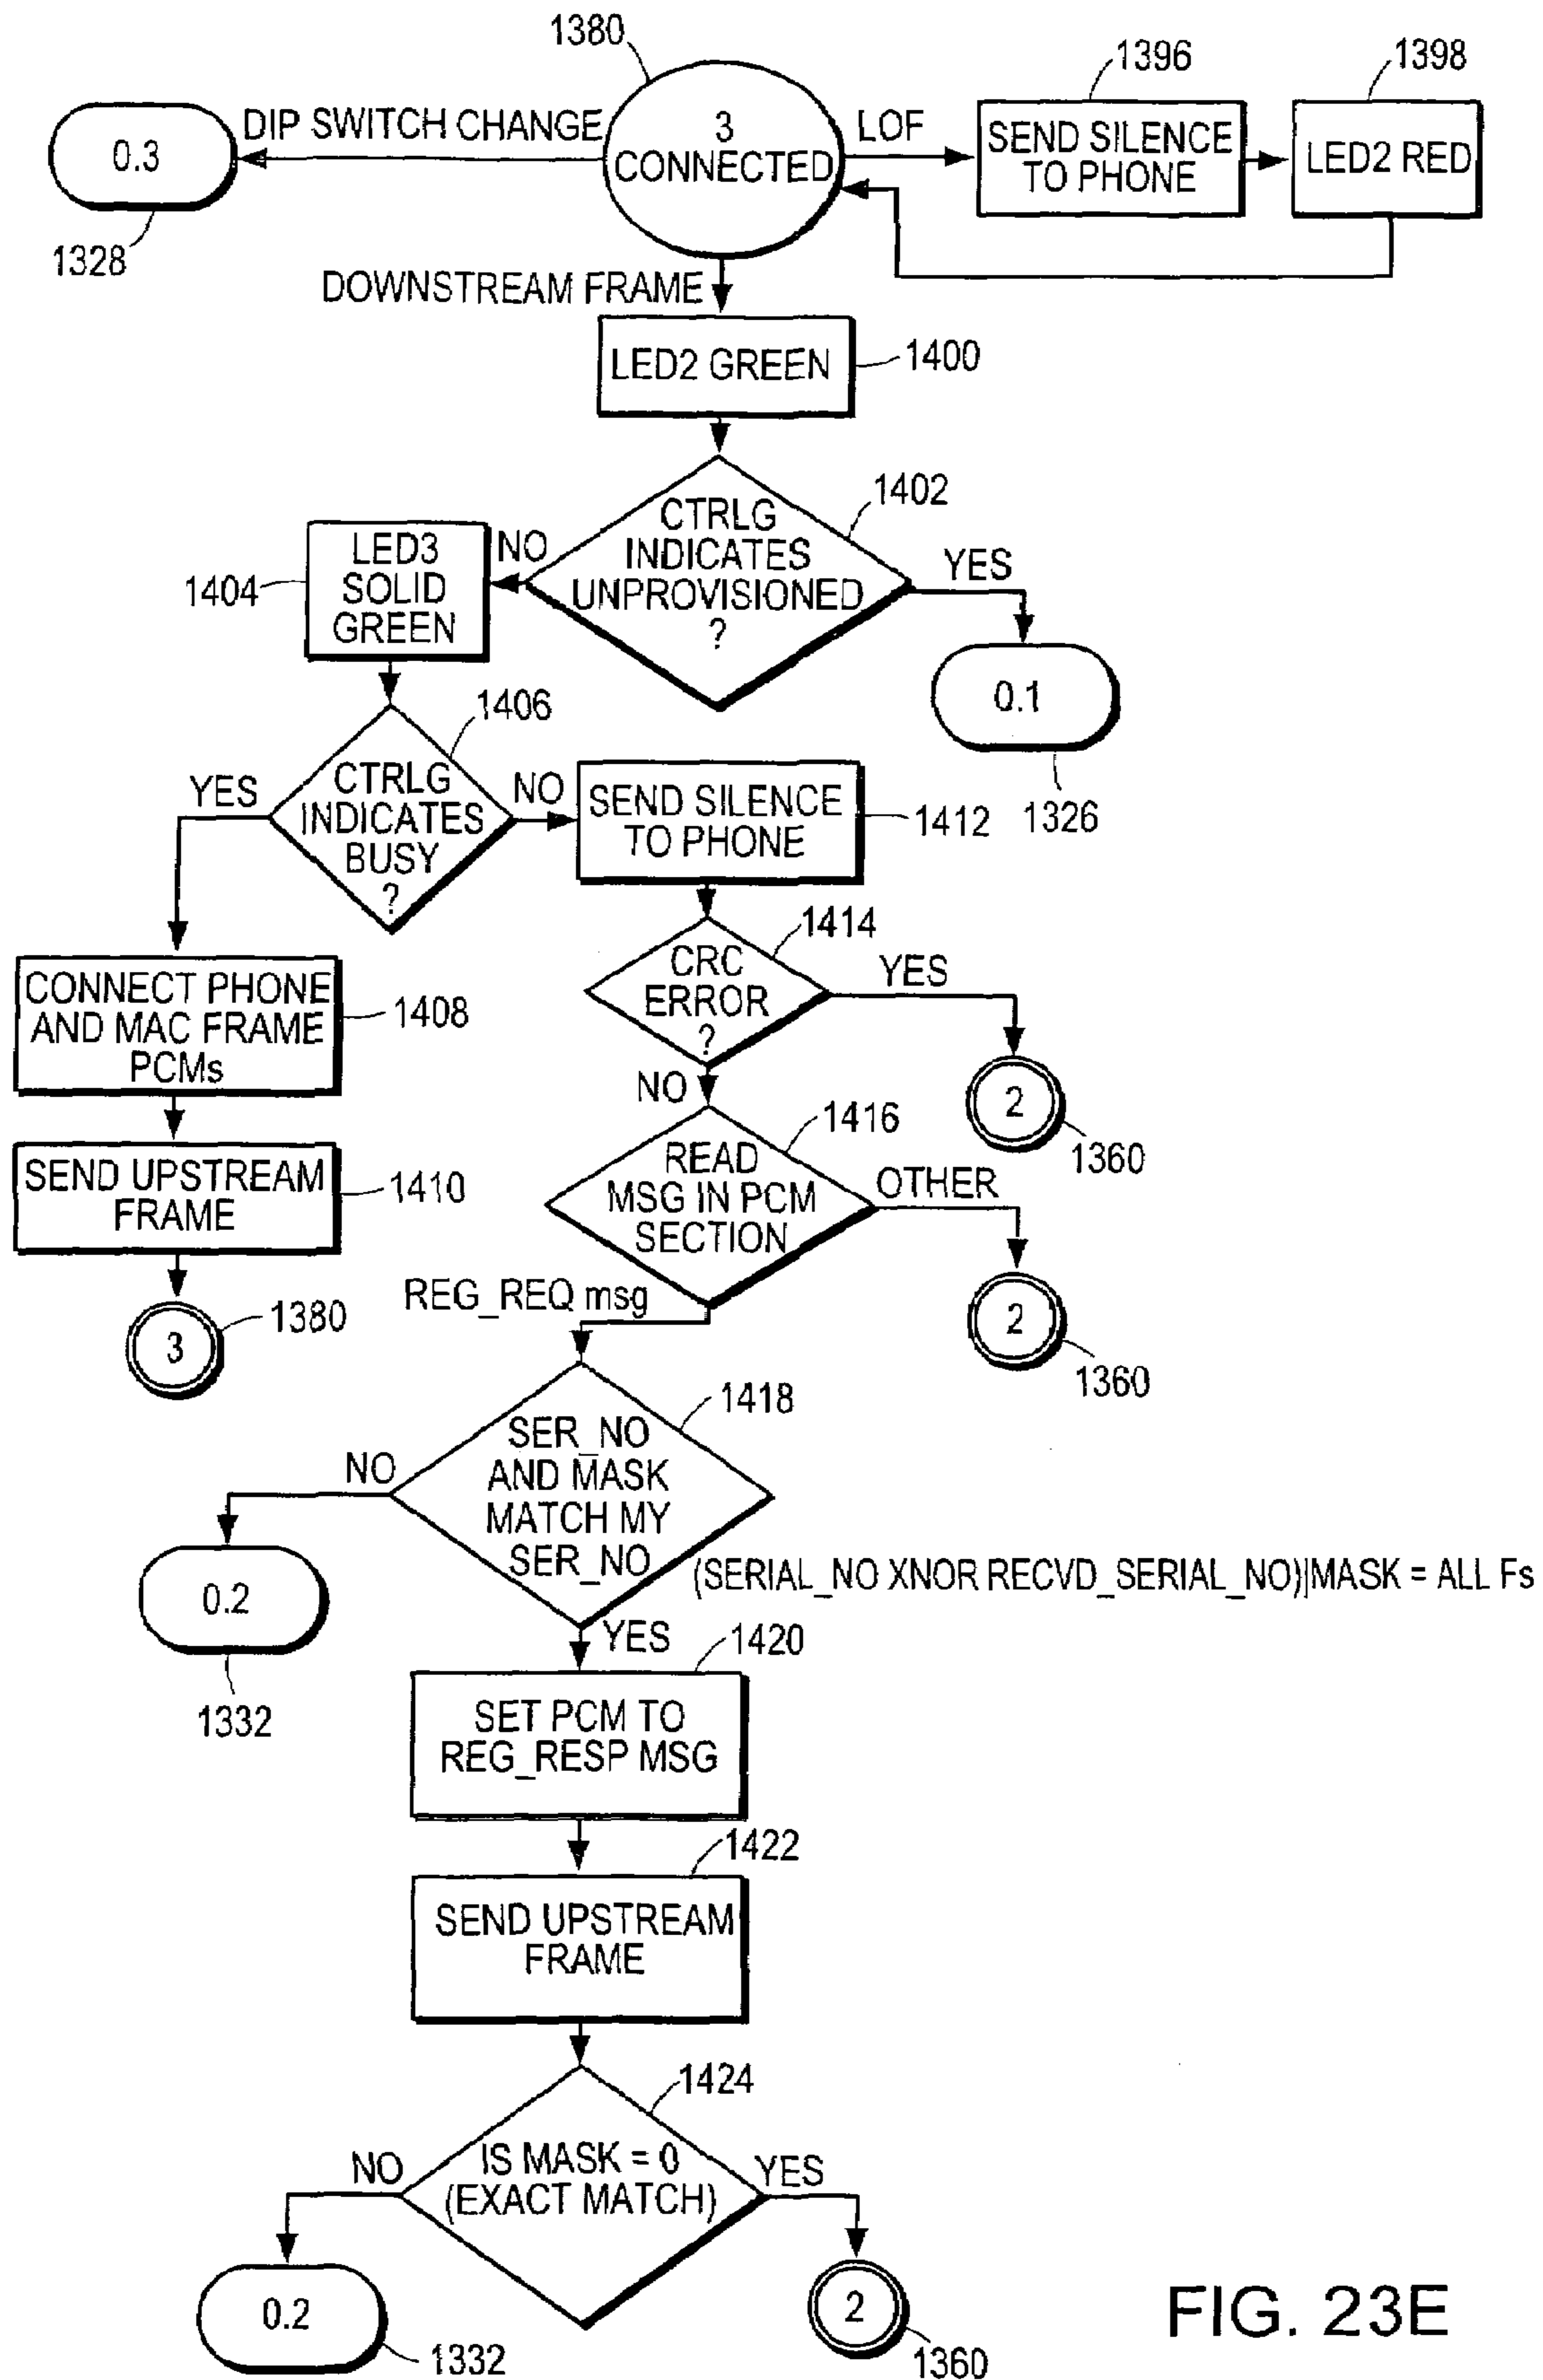 1380
1396
1398
DIP SWITCH CHANGE
0.3
1328
3
CONNECTED
LOF
SEND SILENCE
TO PHONE
LED2 RED
DOWNSTREAM FRAME
LED2 GREEN
1400
1402
CTRLG
INDICATES
UNPROVISIONED
?
NO
YES
LED3
SOLID
GREEN
1404
0.1
1326
1406
CTRLG
INDICATES
BUSY
?
YES
NO
SEND SILENCE
TO PHONE
1412
1414
CRC
ERROR
?
YES
NO
2
1360
CONNECT PHONE
AND MAC FRAME
PCMs
1408
SEND UPSTREAM
FRAME
1410
3
1380
1416
READ
MSG IN PCM
SECTION
OTHER
2
1360
REG_REQ msg
1418
SER_NO
AND MASK
MATCH MY
SER_NO
NO
0.2
1332
(SERIAL_NO XNOR RECVD_SERIAL_NO)|MASK = ALL Fs
YES
1420
SET PCM TO
REG_RESP MSG
1422
SEND UPSTREAM
FRAME
1424
IS MASK = 0
(EXACT MATCH)
NO
YES
0.2
1332
2
1360
FIG. 23E